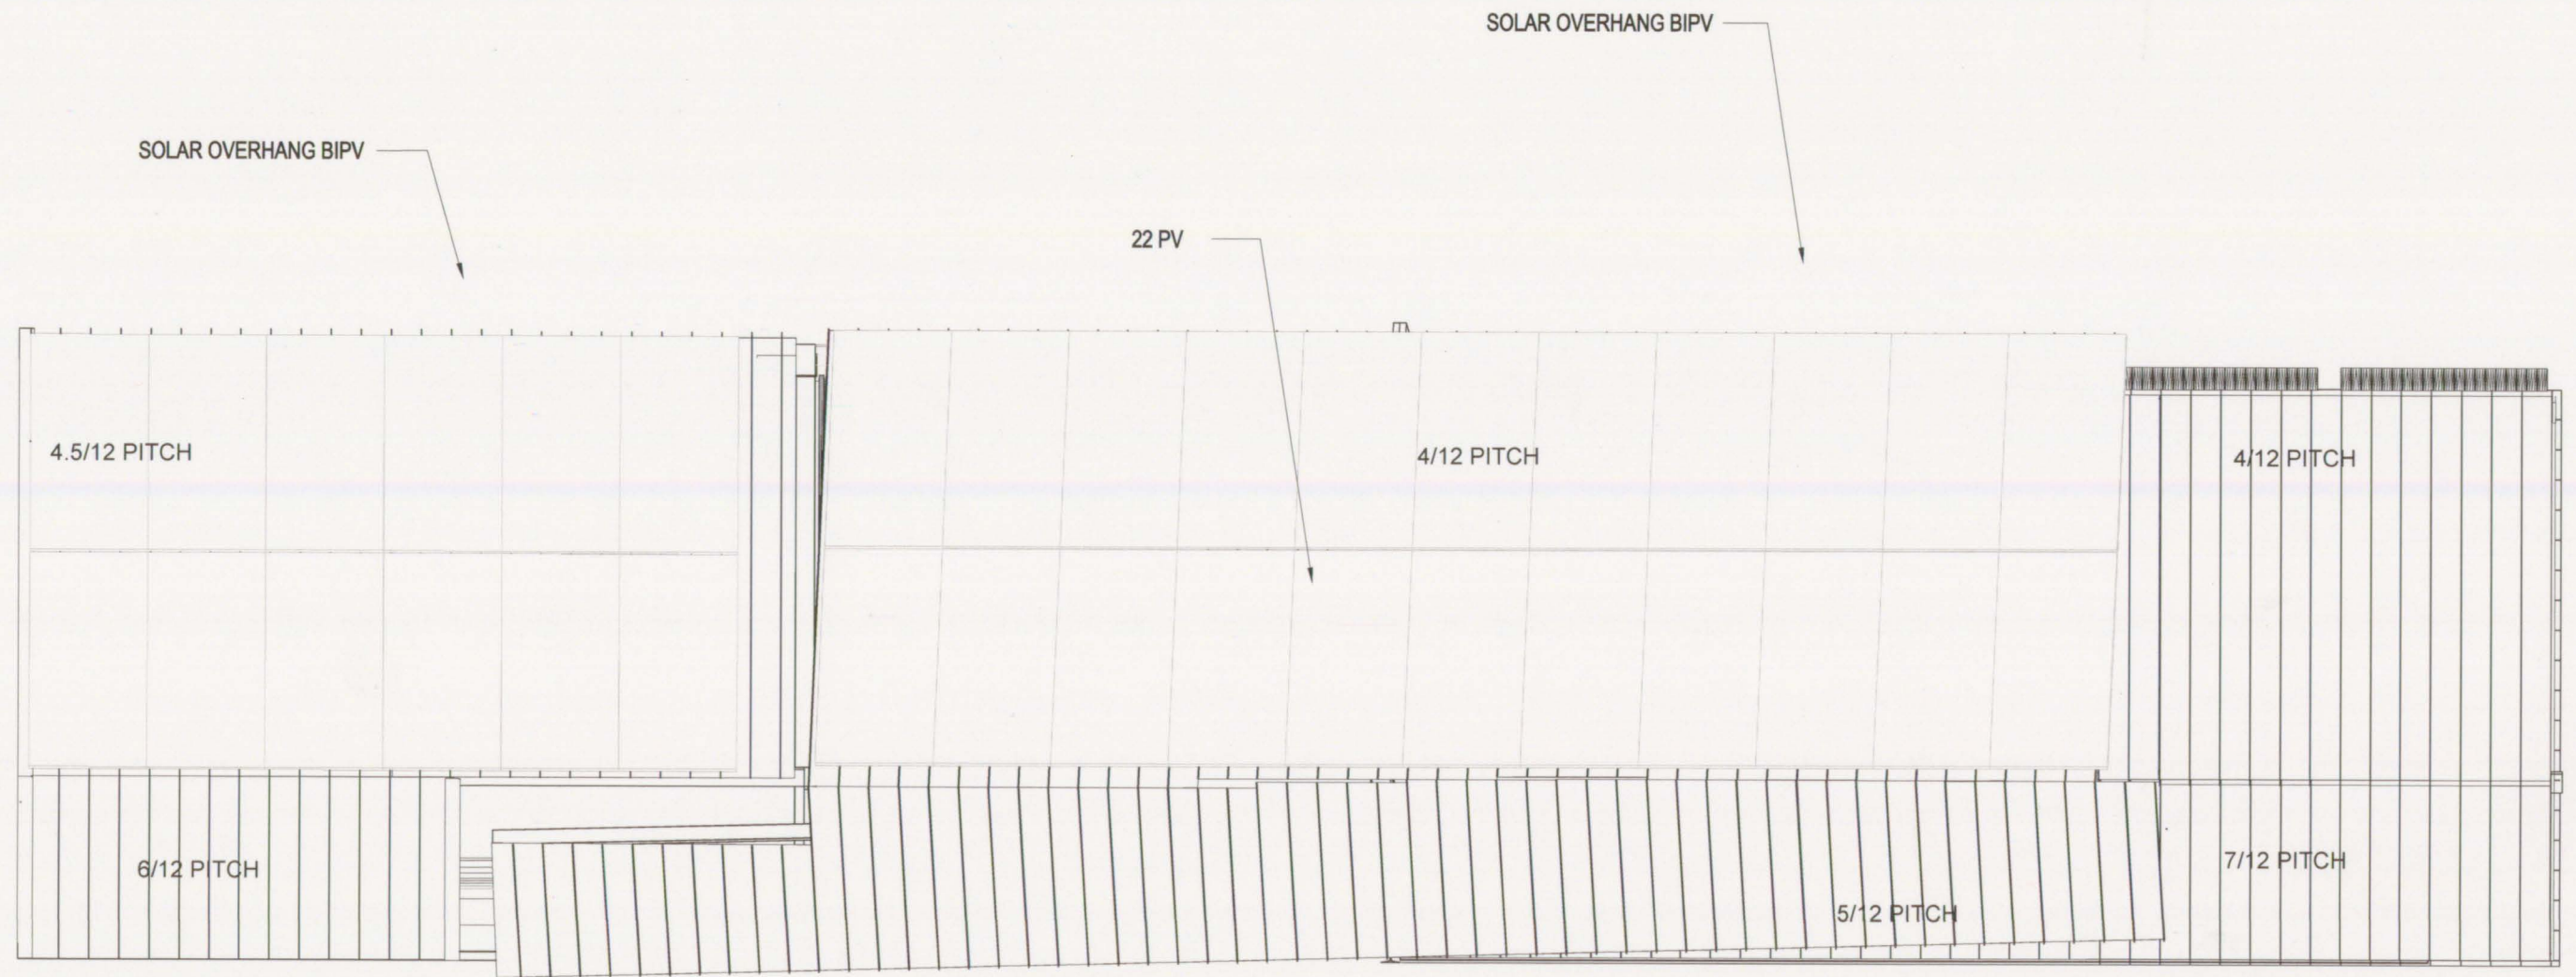 SOLAR OVERHANG BIPV
SOLAR OVERHANG BIPV
22 PV
4.5/12 PITCH
4/12 PITCH
4/12 PITCH
6/12 PITCH
7/12 PITCH
5/12 PITCH